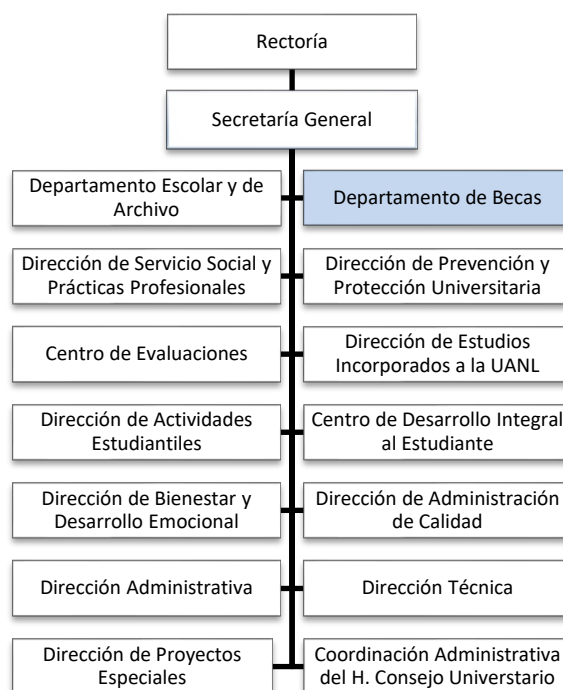 Rectoría
Secretaría General
Departamento Escolar y de
Archivo
Departamento de Becas
Dirección de Servicio Social y
Prácticas Profesionales
Dirección de Prevención y
Protección Universitaria
Centro de Evaluaciones
Dirección de Estudios
Incorporados a la UANL
Dirección de Actividades
Estudiantiles
Centro de Desarrollo Integral
al Estudiante
Dirección de Bienestar y
Desarrollo Emocional
Dirección de Administración
de Calidad
Dirección Administrativa
Dirección Técnica
Dirección de Proyectos
Especiales
Coordinación Administrativa
del H. Consejo Universtario